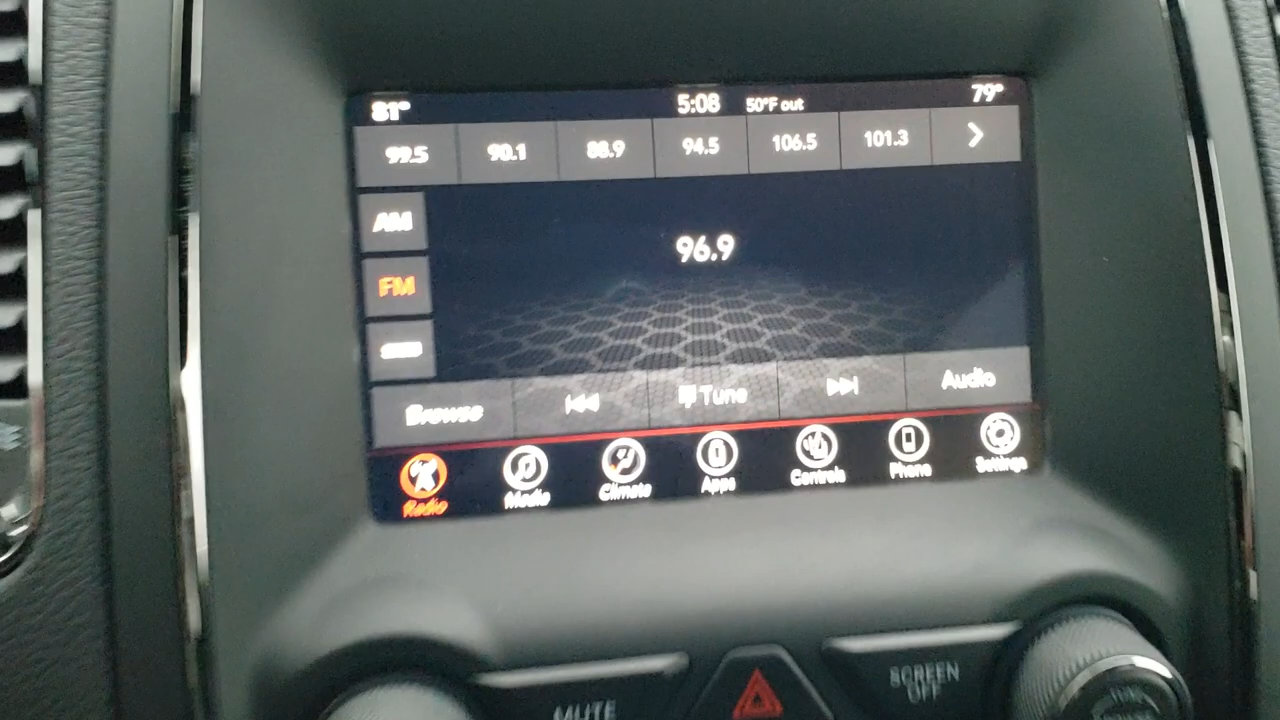 81° 5:08 50°F out 79°
99.5 90.1 88.9 94.5 106.5 101.3
AM
96.9
FM
Browse Tune Audio
Radio Media Climate Apps Controls Phone Settings
MUTE SCREEN OFF